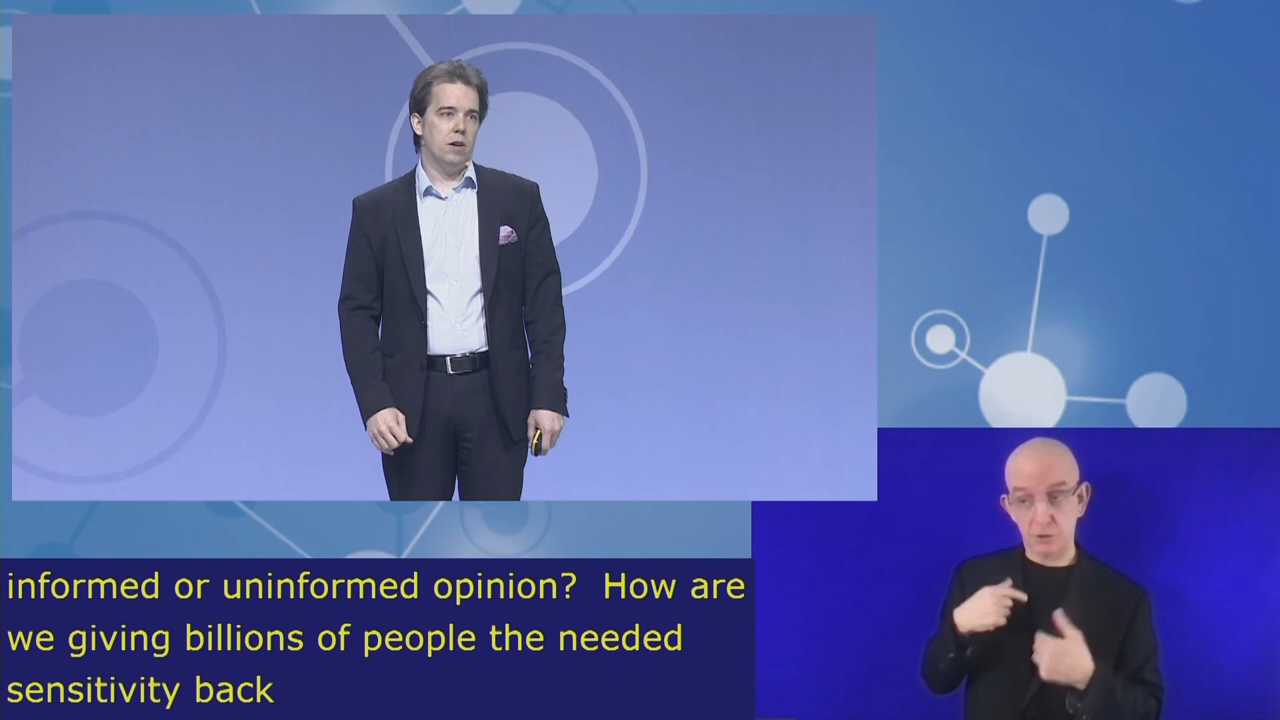 informed or uninformed opinion?  How are
we giving billions of people the needed
sensitivity back